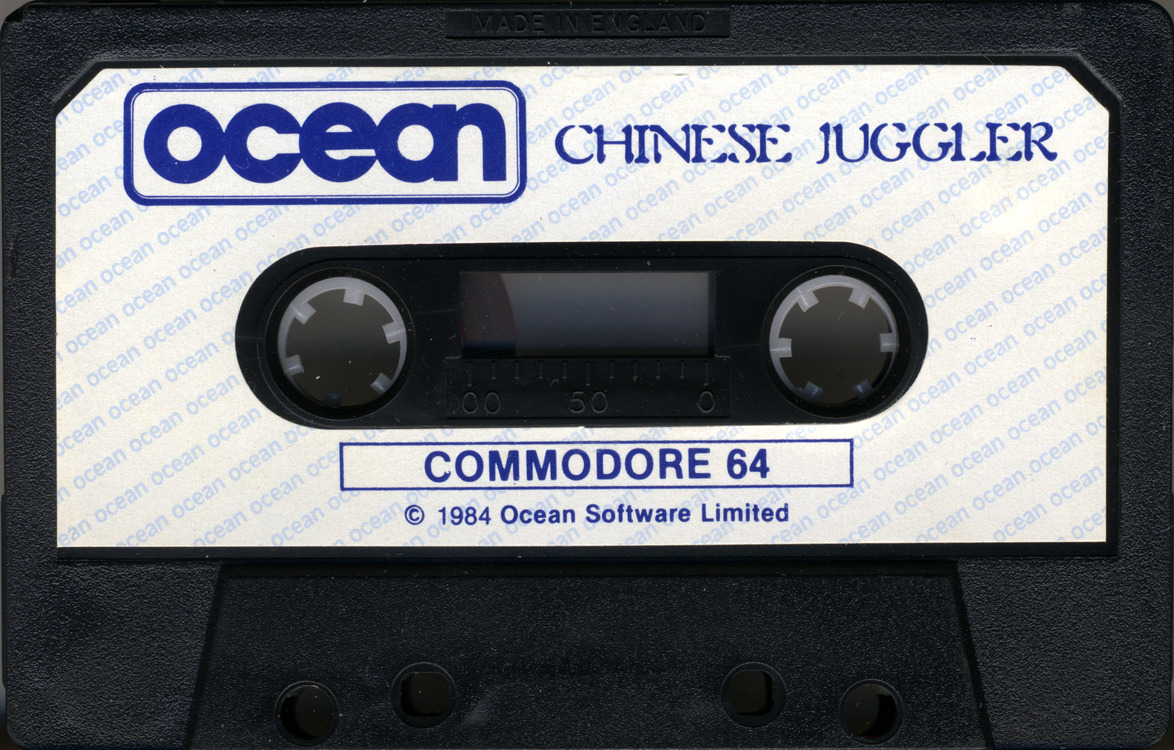 MADE IN ENGLAND
ocean
CHINESE JUGGLER
100 50 0
COMMODORE 64
© 1984 Ocean Software Limited